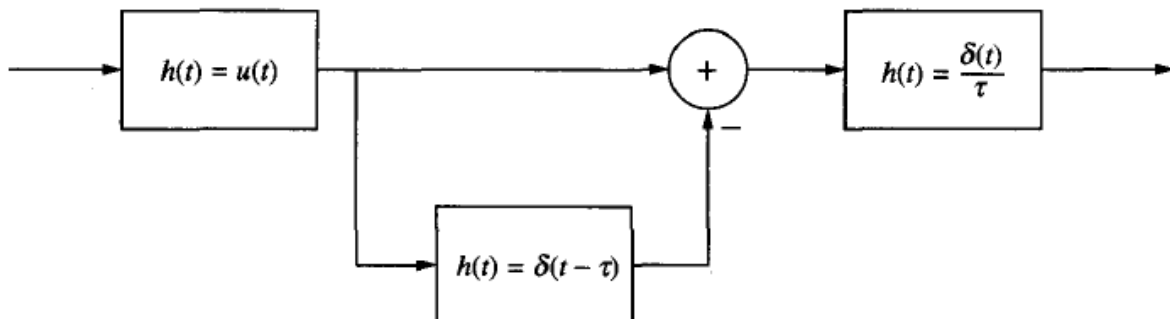 h(t) = u(t)
+
h(t) = δ(t)/τ
−
h(t) = δ(t − τ)